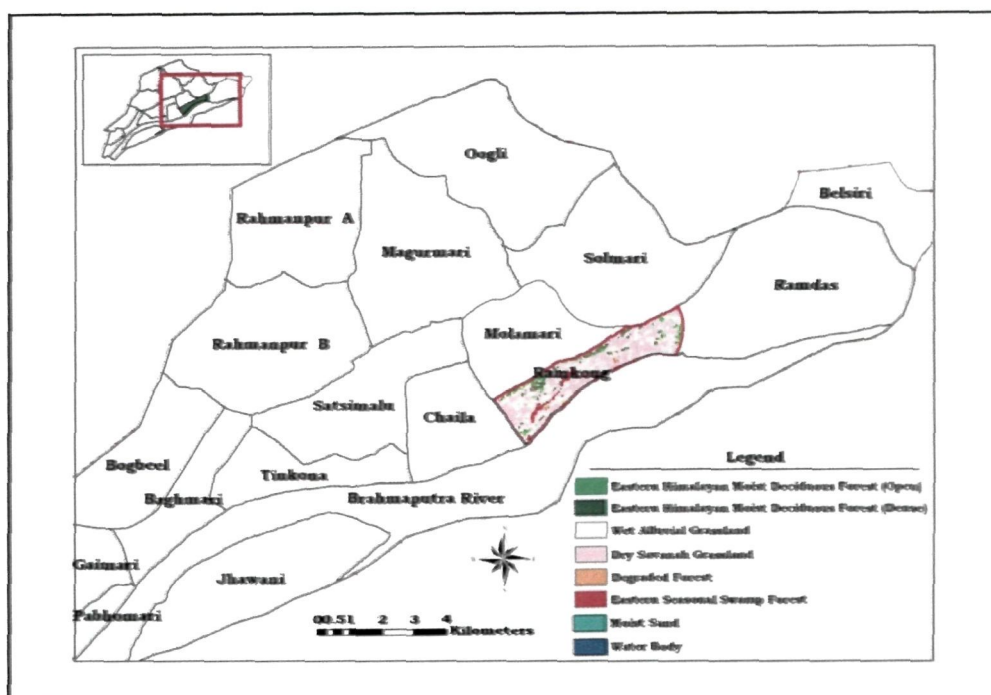 Oogli
Belsiri
Rahmanpur A
Magurmari
Solmari
Ramdas
Molamari
Rahmanpur B
Ramkong
Satsimalu
Chaila
Bogbeel
Tinkona
Baghmari
Brahmaputra River
Gaimari
Jhawani
Pabhomari
00.51 2 3 4
Kilometers
Legend
Eastern Himalayan Moist Deciduous Forest (Open)
Eastern Himalayan Moist Deciduous Forest (Dense)
Wet Alluvial Grassland
Dry Savanah Grassland
Degraded Forest
Eastern Seasonal Swamp Forest
Moist Sand
Water Body